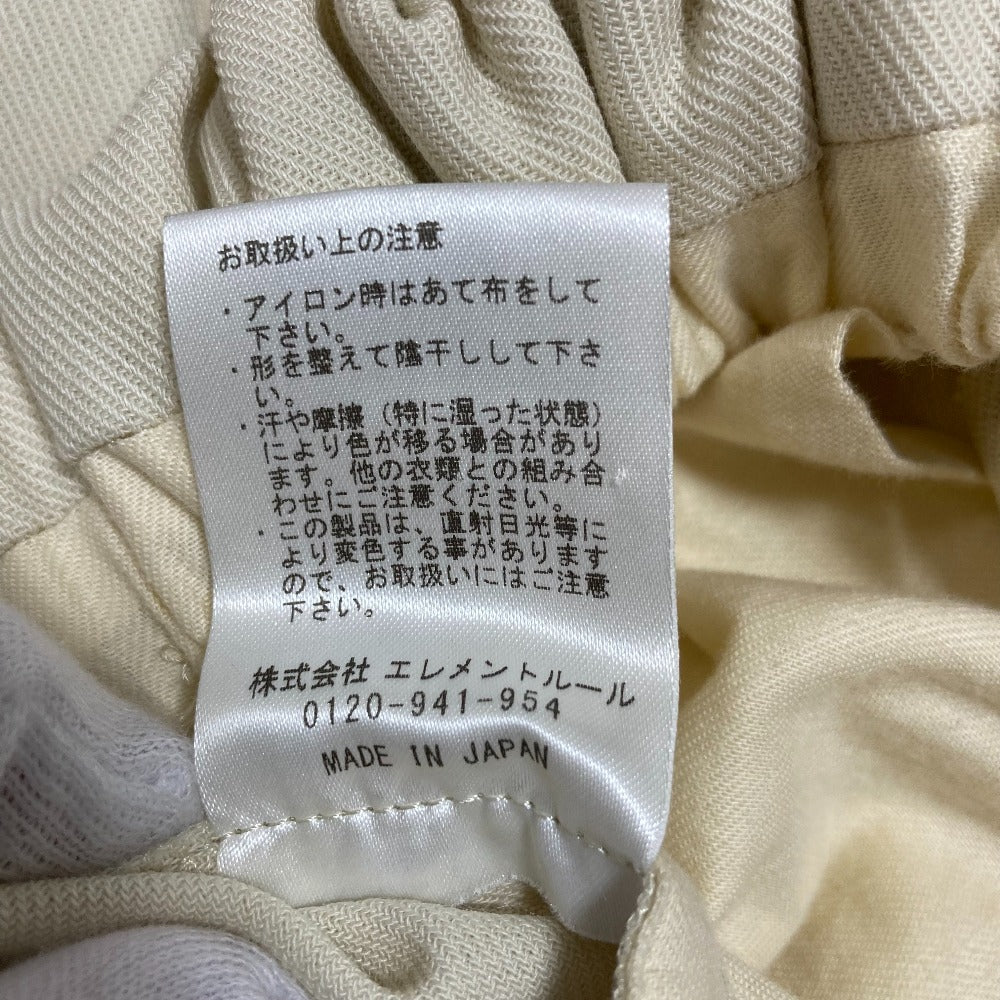 お取扱い上の注意
・アイロン時はあて布をして
下さい。
・形を整えて陰干しして下さ
い。
・汗や摩擦（特に湿った状態）
により色が移る場合があり
ます。他の衣類との組み合
わせにご注意ください。
・この製品は、直射日光等に
より変色する事があります
ので、お取扱いにはご注意
下さい。
株式会社 エレメントルール
0120-941-954
MADE IN JAPAN